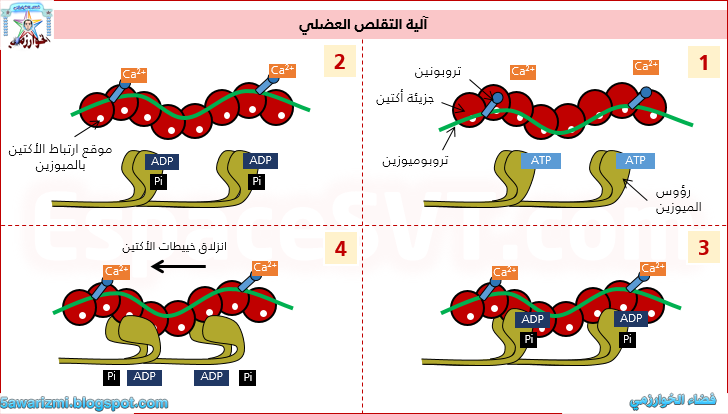 آلية التقلص العضلي
الخوارزمي
1
تروبونين
Ca²⁺
Ca²⁺
جزيئة أكتين
تروبوميوزين
ATP
ATP
رؤوس
الميوزين
2
Ca²⁺
Ca²⁺
موقع ارتباط الأكتين
بالميوزين
ADP
Pi
ADP
Pi
3
Ca²⁺
Ca²⁺
ADP
Pi
ADP
Pi
4
انزلاق خييطات الأكتين
Ca²⁺
Ca²⁺
Pi
ADP
ADP
Pi
5awarizmi.blogspot.com
فضاء الخوارزمي